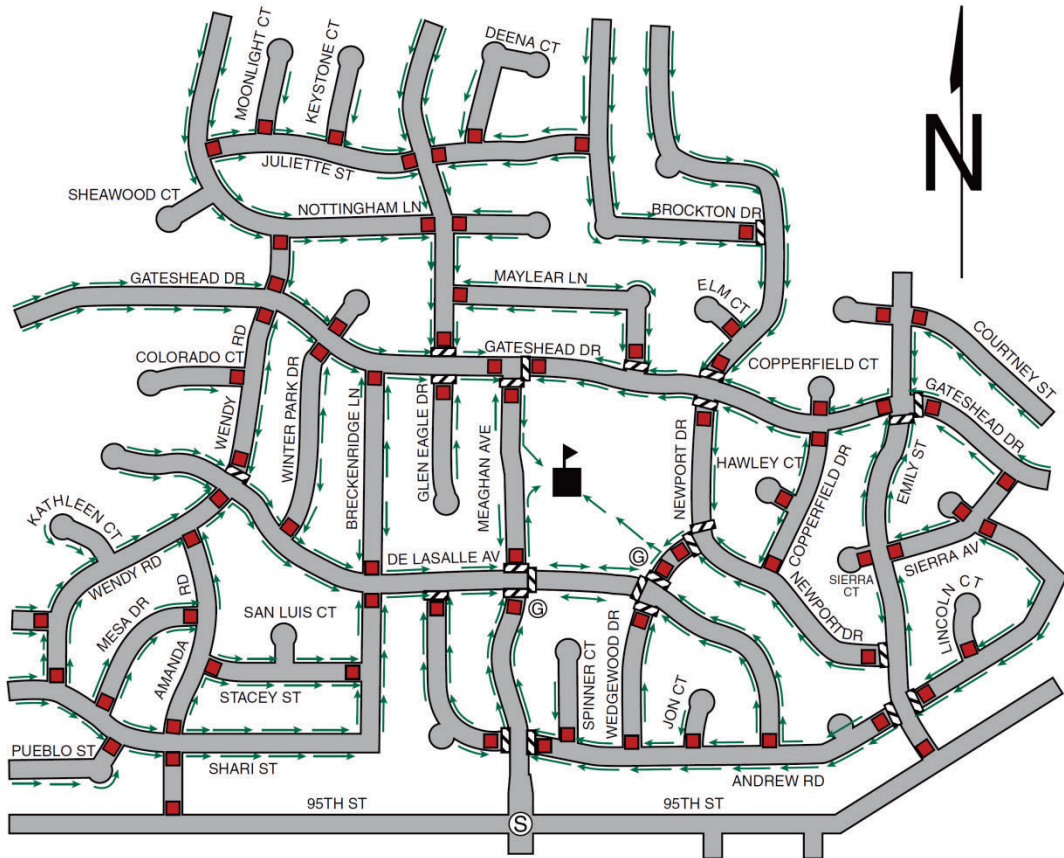 MOONLIGHT CT
KEYSTONE CT
DEENA CT
N
JULIETTE ST
SHEAWOOD CT
NOTTINGHAM LN
BROCKTON DR
GATESHEAD DR
MAYLEAR LN
ELM CT
COURTNEY ST
COLORADO CT
WENDY RD
WINTER PARK DR
BRECKENRIDGE LN
GLEN EAGLE DR
GATESHEAD DR
MEAGHAN AVE
COPPERFIELD CT
GATESHEAD DR
NEWPORT DR
HAWLEY CT
COPPERFIELD DR
EMILY ST
KATHLEEN CT
WENDY RD
DE LASALLE AV
G
SIERRA
CT
SIERRA AV
MESA DR
AMANDA RD
SAN LUIS CT
G
NEWPORT DR
LINCOLN CT
STACEY ST
SPINNER CT
WEDGEWOOD DR
JON CT
PUEBLO ST
SHARI ST
ANDREW RD
95TH ST
95TH ST
S